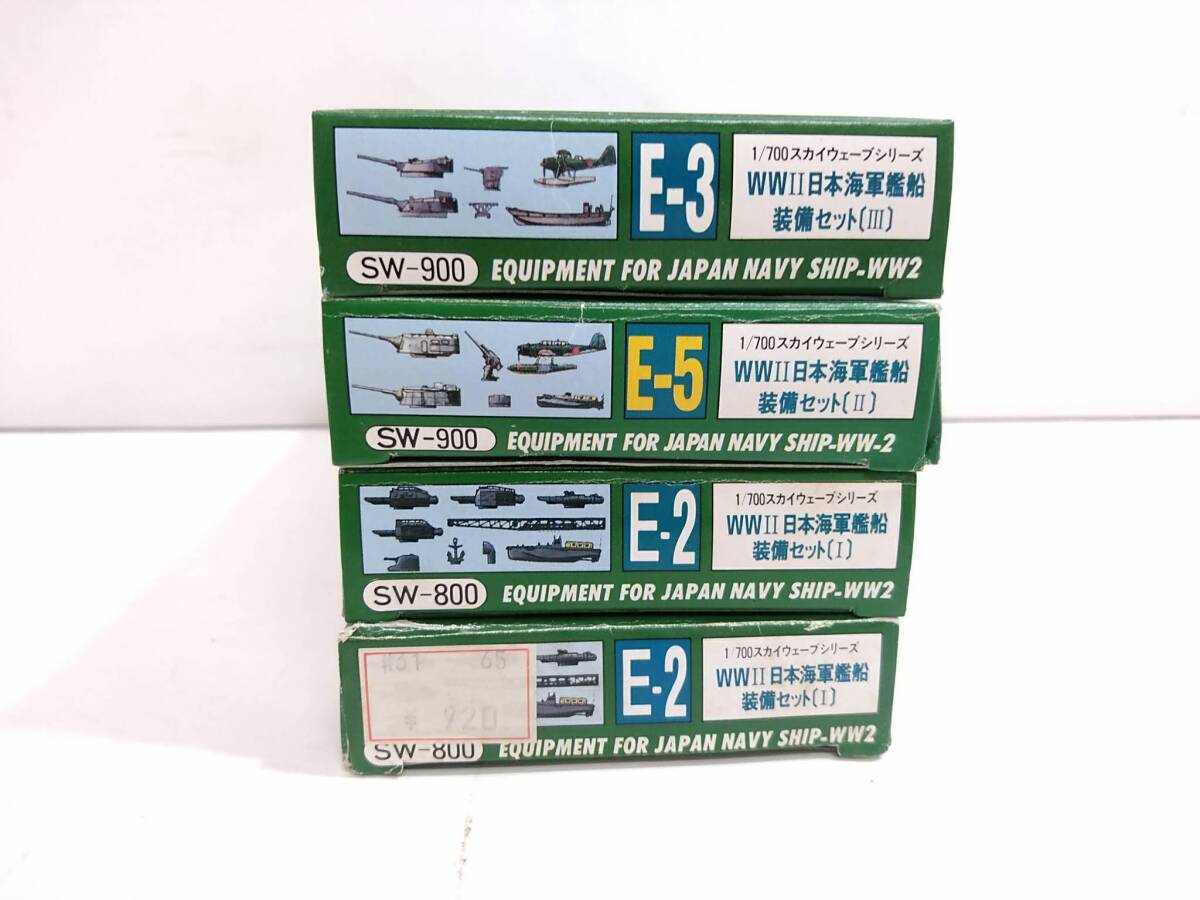 E-3
1/700スカイウェーブシリーズ
WWII日本海軍艦船
装備セット〔III〕
SW-900 EQUIPMENT FOR JAPAN NAVY SHIP-WW2
E-5
1/700スカイウェーブシリーズ
WWII日本海軍艦船
装備セット〔II〕
SW-900 EQUIPMENT FOR JAPAN NAVY SHIP-WW-2
E-2
1/700スカイウェーブシリーズ
WWII日本海軍艦船
装備セット〔I〕
SW-800 EQUIPMENT FOR JAPAN NAVY SHIP-WW2
65
920
E-2
1/700スカイウェーブシリーズ
WWII日本海軍艦船
装備セット〔I〕
SW-800 EQUIPMENT FOR JAPAN NAVY SHIP-WW2